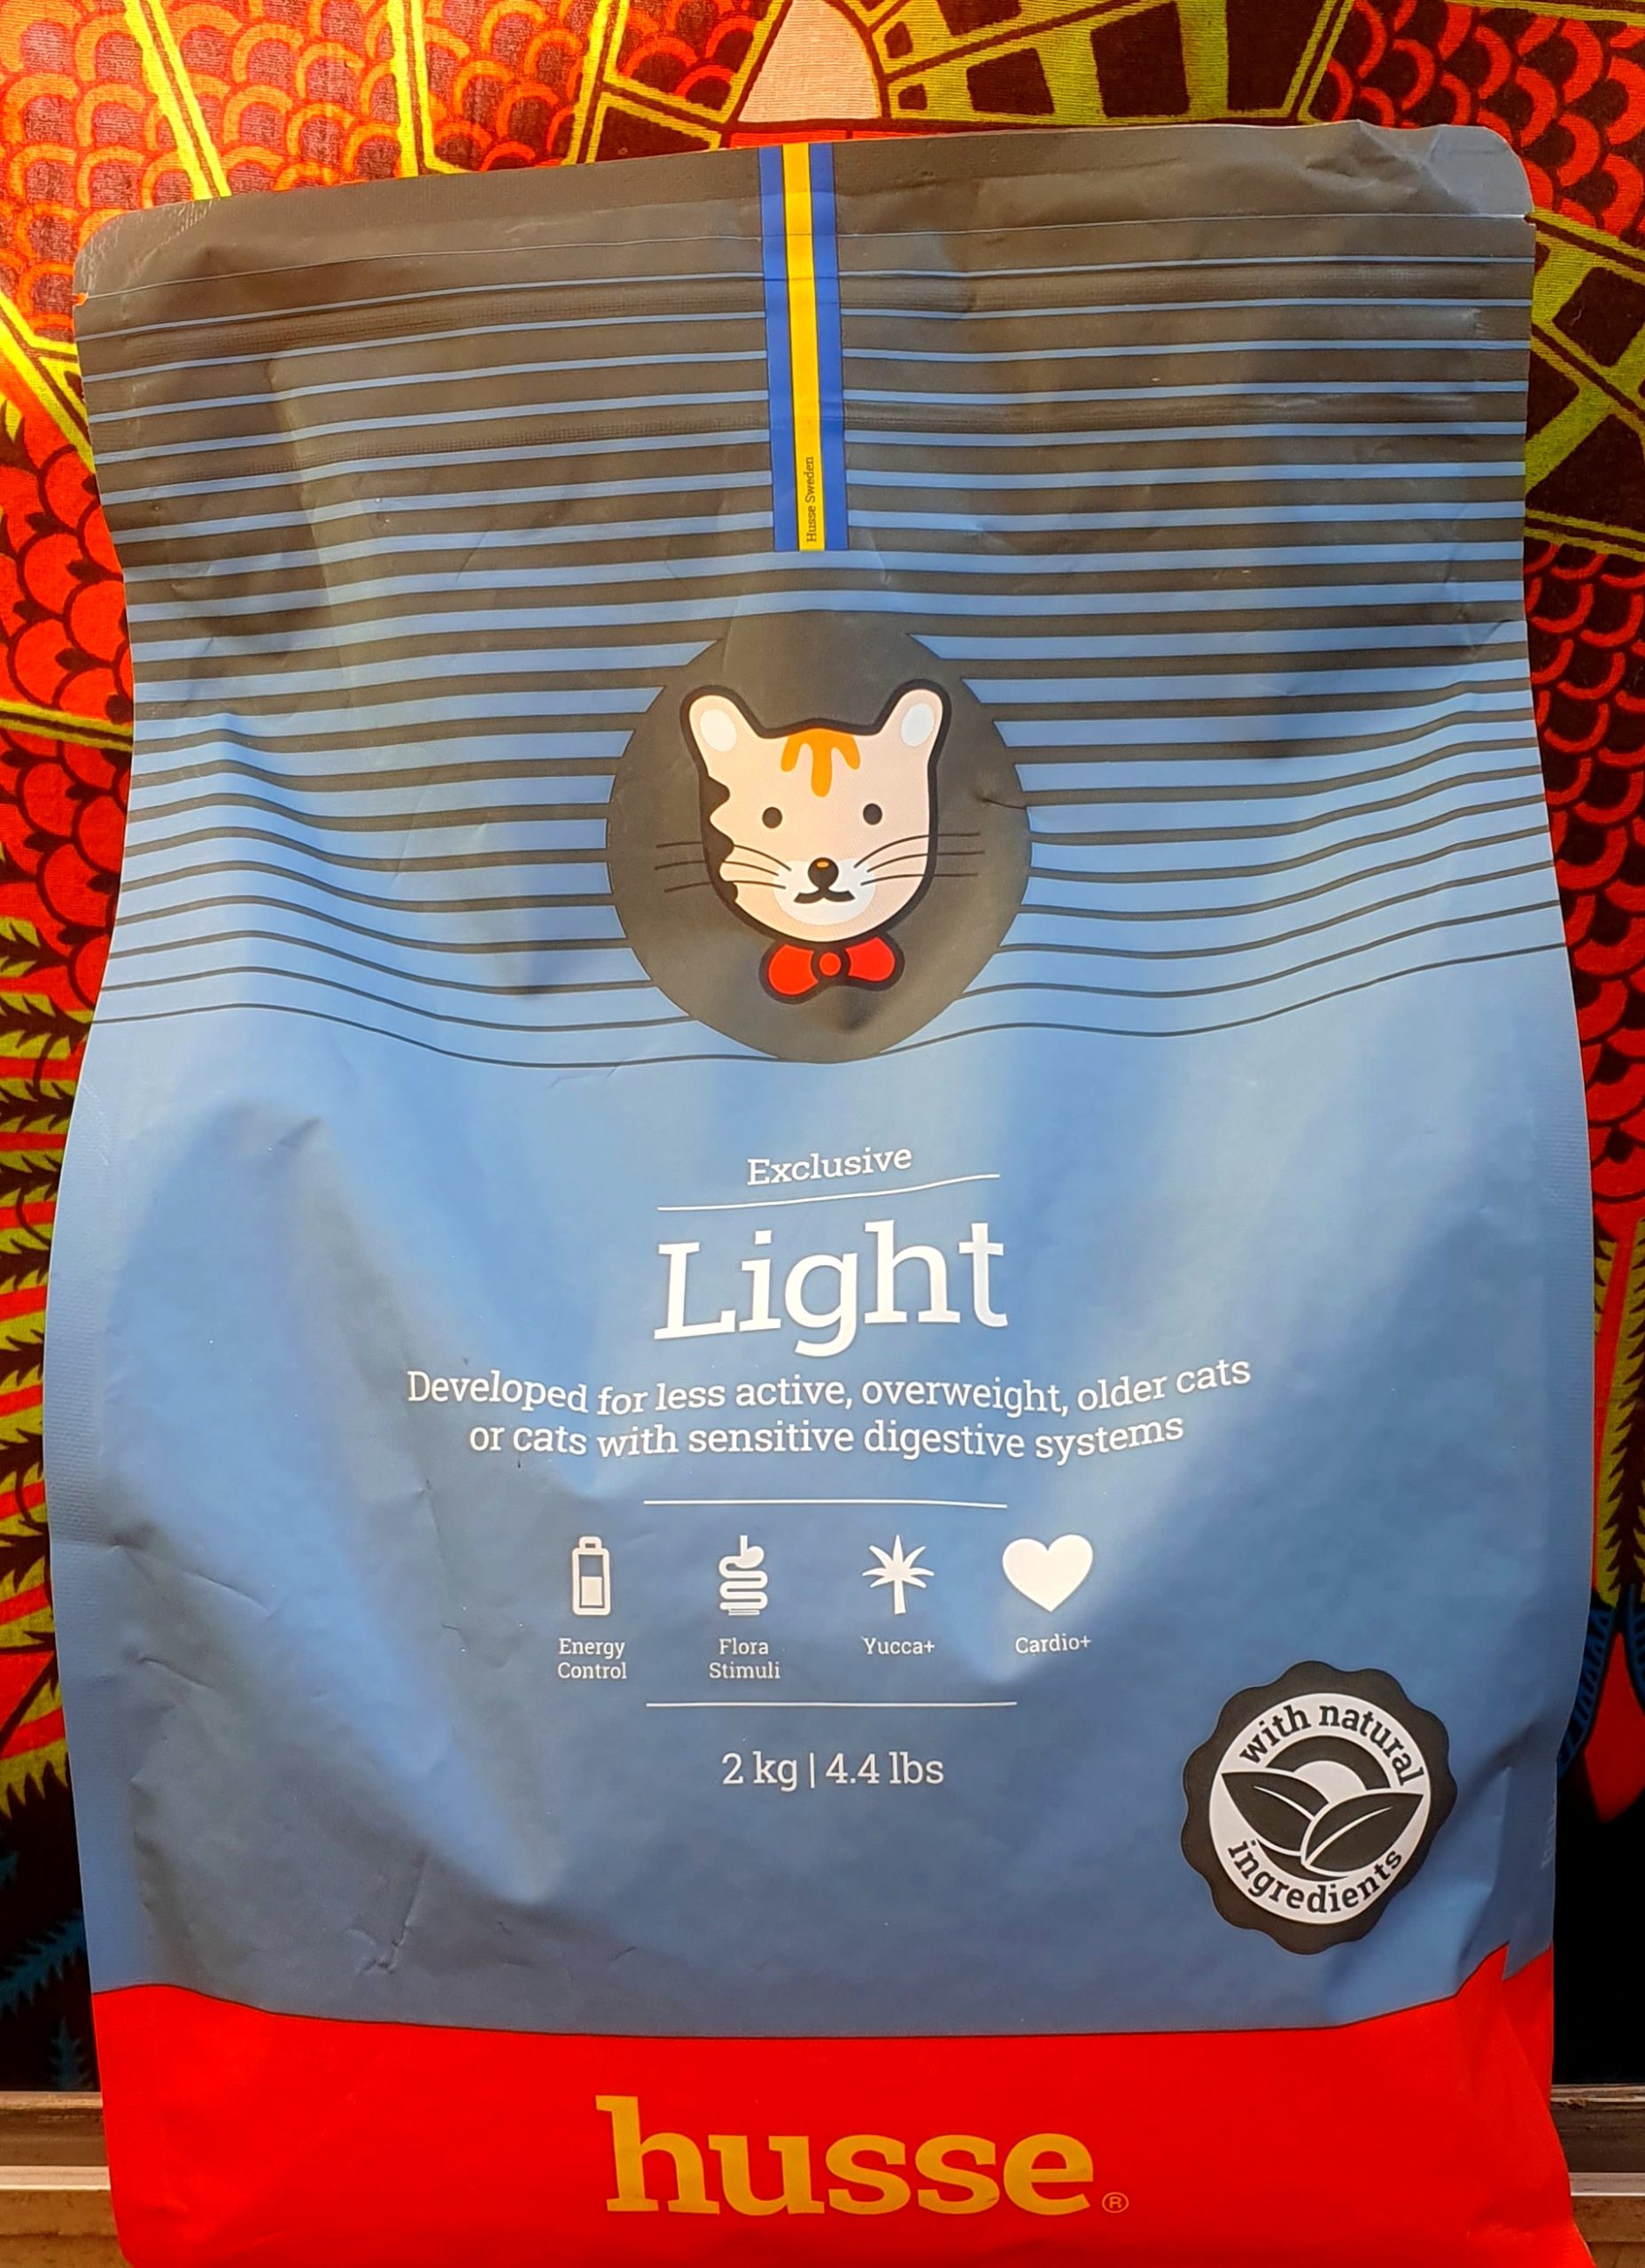 Husse Sweden
Exclusive
Light
Developed for less active, overweight, older cats
or cats with sensitive digestive systems
Energy
Control
Flora
Stimuli
Yucca+
Cardio+
2 kg | 4.4 lbs
with natural
ingredients
husse®